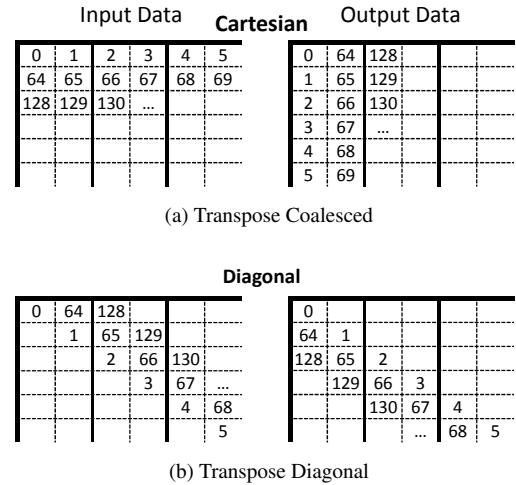 Input Data Cartesian Output Data
0 1 2 3 4 5 0 64 128
64 65 66 67 68 69 1 65 129
128 129 130 ... 2 66 130
3 67 ...
4 68
5 69
(a) Transpose Coalesced
Diagonal
0 64 128 0
1 65 129 64 1
2 66 130 128 65 2
3 67 ... 129 66 3
4 68 130 67 4
5 ... 68 5
(b) Transpose Diagonal